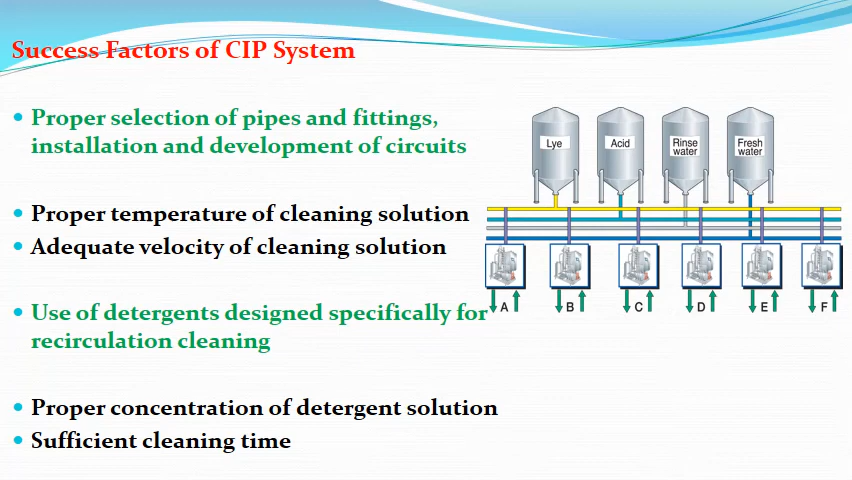 Success Factors of CIP System
Proper selection of pipes and fittings,
installation and development of circuits
Proper temperature of cleaning solution
Adequate velocity of cleaning solution
Use of detergents designed specifically for
recirculation cleaning
Proper concentration of detergent solution
Sufficient cleaning time
Lye
Acid
Rinse
water
Fresh
water
A
B
C
D
E
F